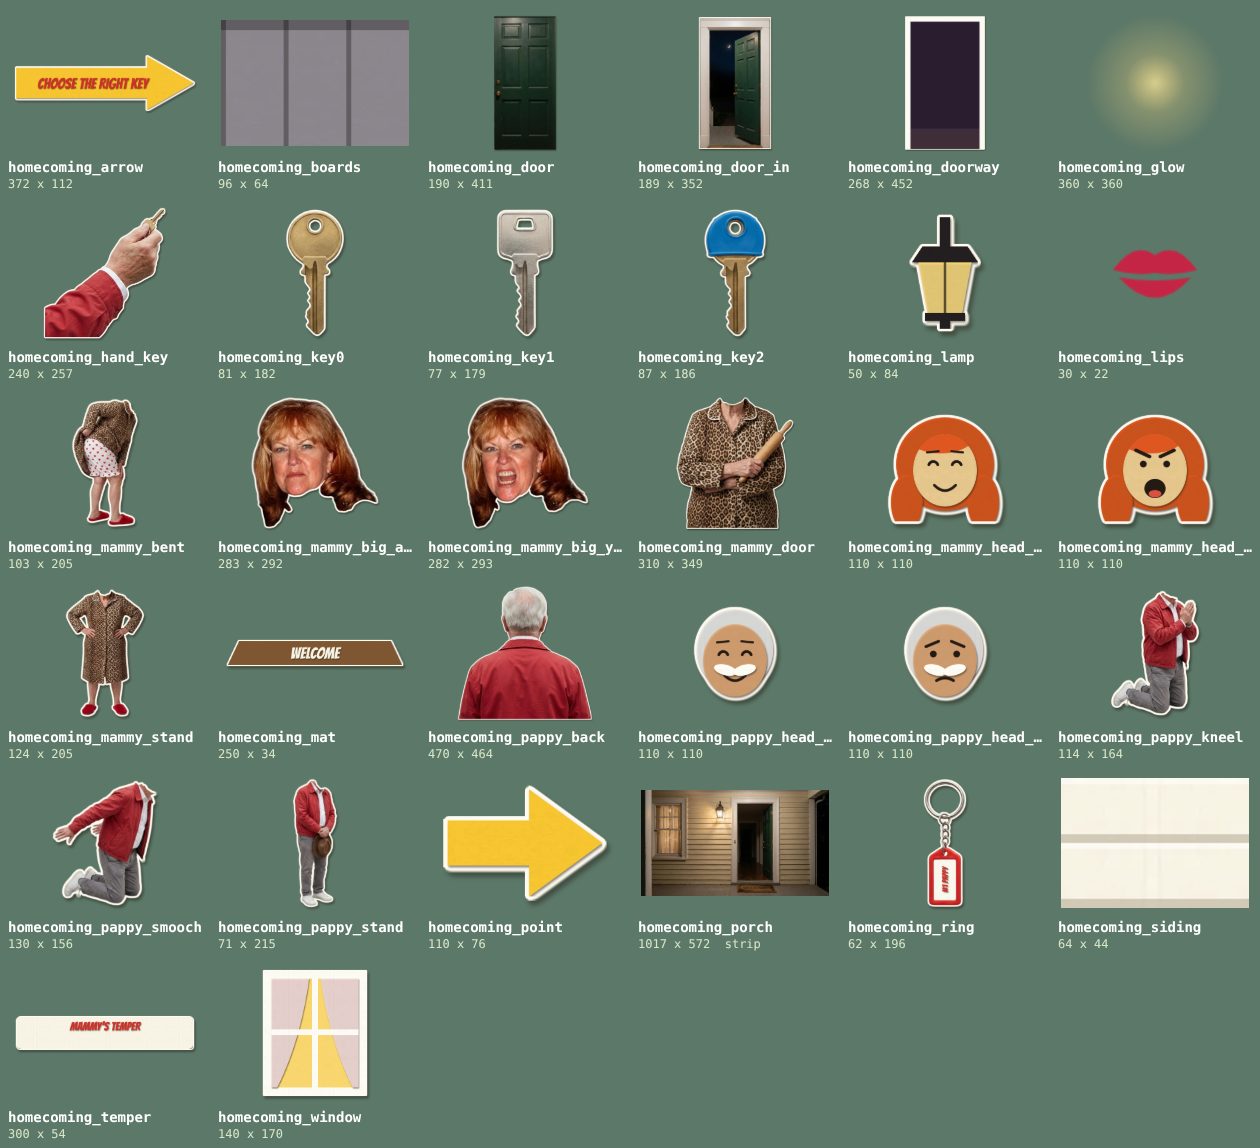 CHOOSE THE RIGHT KEY
homecoming_arrow
372 x 112
homecoming_boards
96 x 64
homecoming_door
190 x 411
homecoming_door_in
189 x 352
homecoming_doorway
268 x 452
homecoming_glow
360 x 360
homecoming_hand_key
240 x 257
homecoming_key0
81 x 182
homecoming_key1
77 x 179
homecoming_key2
87 x 186
homecoming_lamp
50 x 84
homecoming_lips
30 x 22
homecoming_mammy_bent
103 x 205
homecoming_mammy_big_a…
283 x 292
homecoming_mammy_big_y…
282 x 293
homecoming_mammy_door
310 x 349
homecoming_mammy_head_…
110 x 110
homecoming_mammy_head_…
110 x 110
homecoming_mammy_stand
124 x 205
WELCOME
homecoming_mat
250 x 34
homecoming_pappy_back
470 x 464
homecoming_pappy_head_…
110 x 110
homecoming_pappy_head_…
110 x 110
homecoming_pappy_kneel
114 x 164
homecoming_pappy_smooch
130 x 156
homecoming_pappy_stand
71 x 215
homecoming_point
110 x 76
homecoming_porch
1017 x 572 strip
homecoming_ring
62 x 196
homecoming_siding
64 x 44
MAMMY'S TEMPER
homecoming_temper
300 x 54
homecoming_window
140 x 170